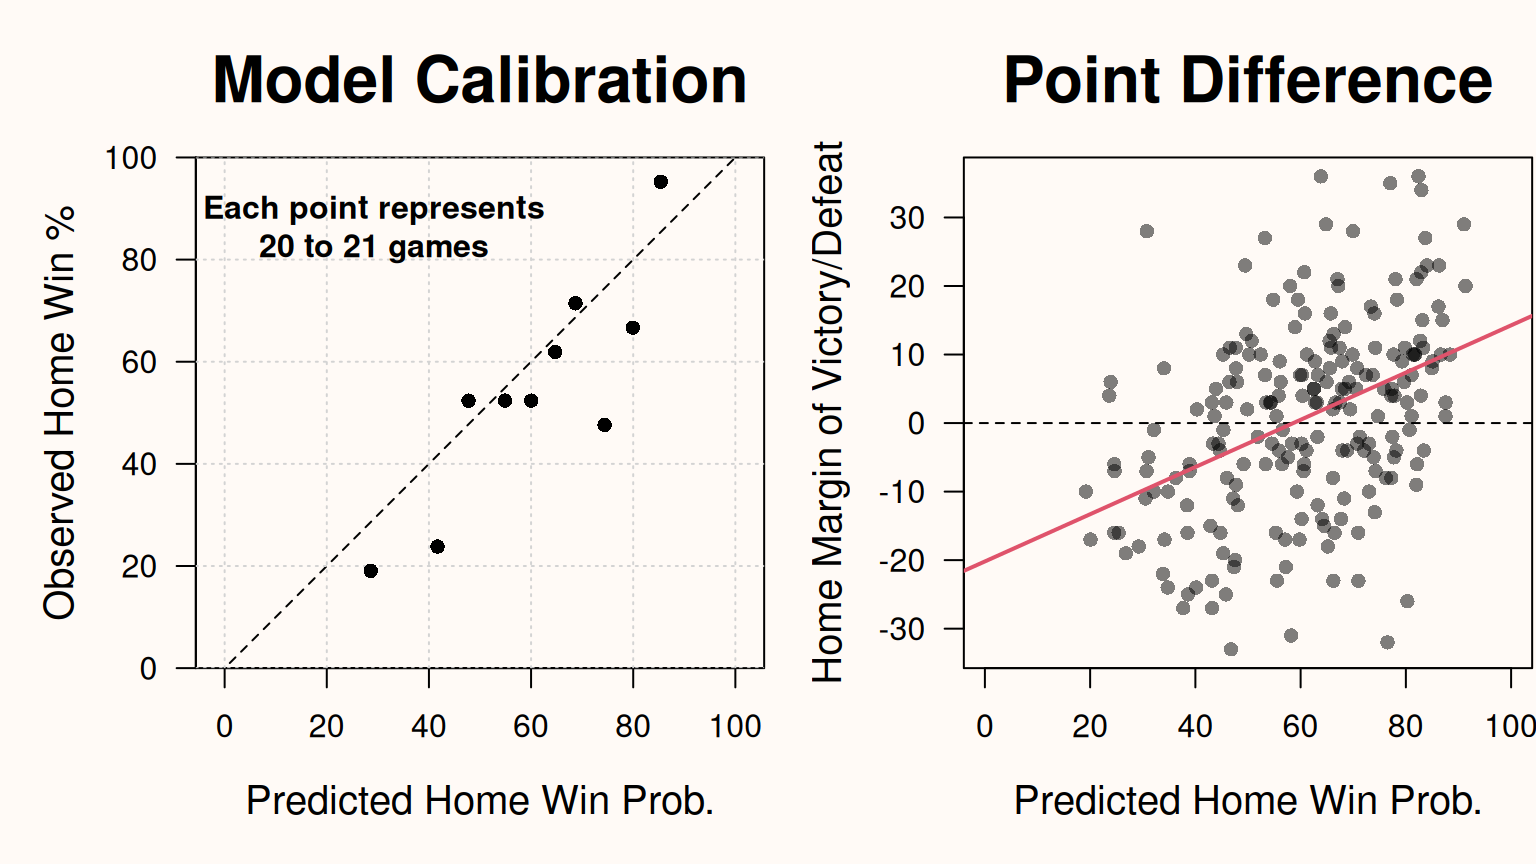 Model Calibration
Observed Home Win %
100
80
60
40
20
0
Each point represents
20 to 21 games
0 20 40 60 80 100
Predicted Home Win Prob.
Point Difference
Home Margin of Victory/Defeat
30
20
10
0
-10
-20
-30
0 20 40 60 80 100
Predicted Home Win Prob.